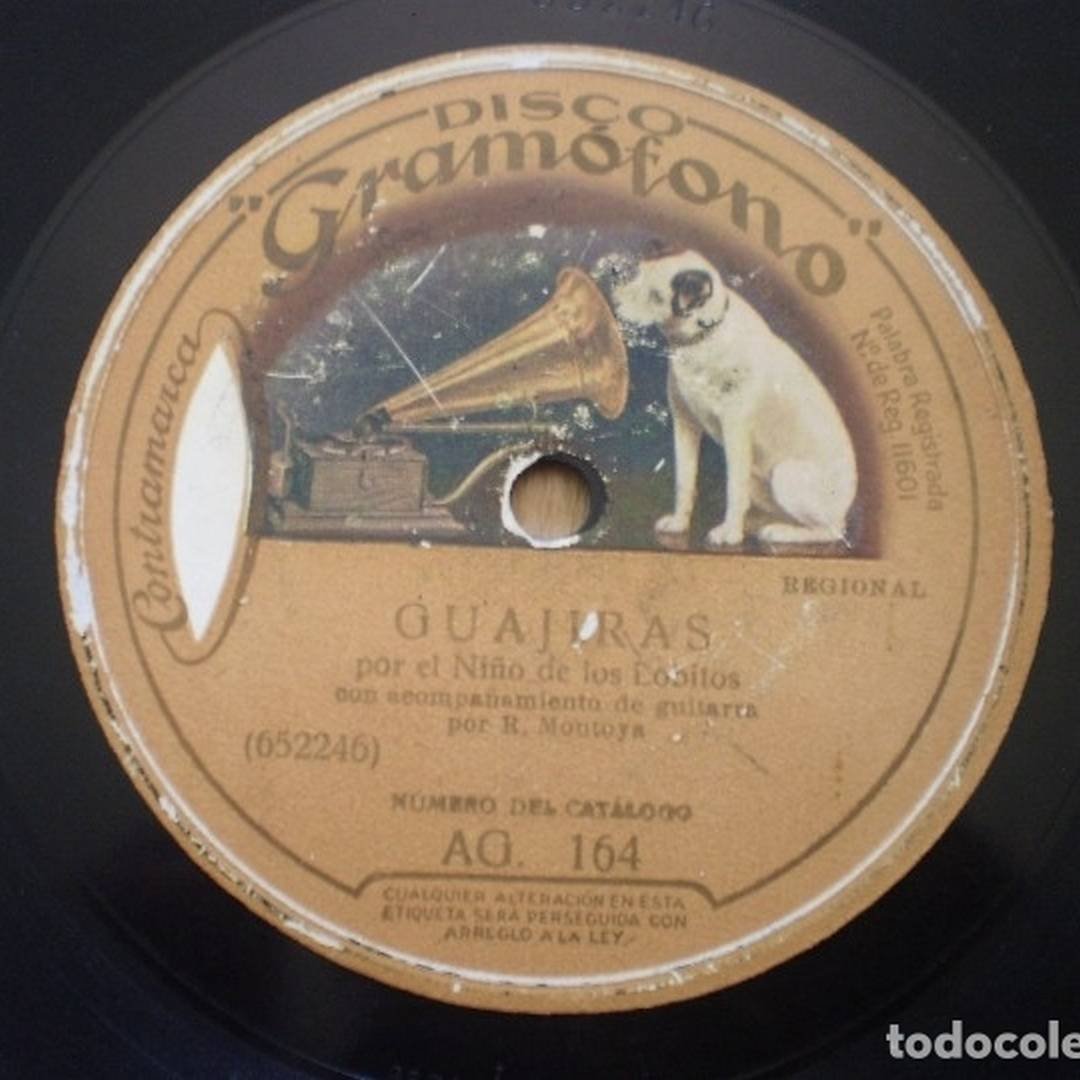 DISCO
"Gramófono"
Palabra Registrada
Nº de Reg. 11601
Contramarca
REGIONAL
GUAJIRAS
por el Niño de los Lobitos
con acompañamiento de guitarra
por R. Montoya
(652246)
NÚMERO DEL CATÁLOGO
AG. 164
CUALQUIER ALTERACIÓN EN ESTA
ETIQUETA SERÁ PERSEGUIDA CON
ARREGLO A LA LEY
todocole